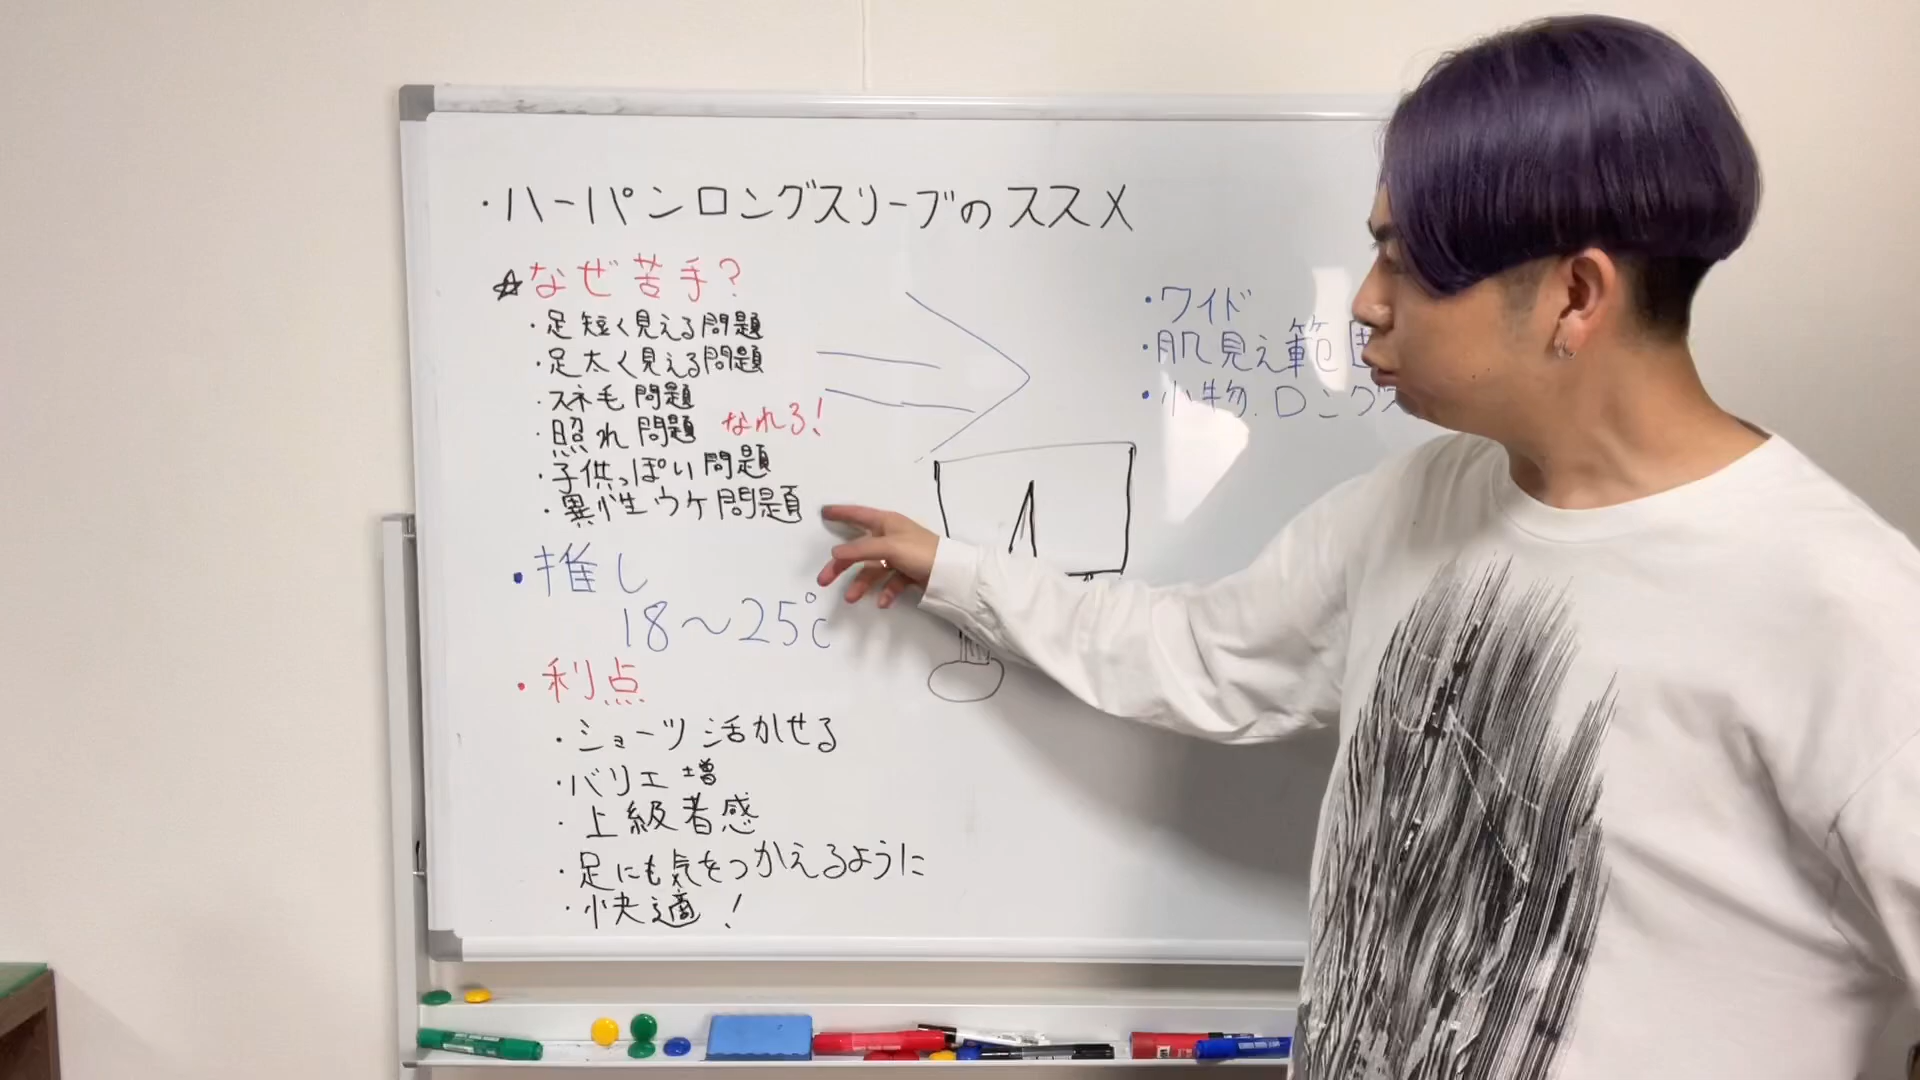 ・ハーパンロングスリーブのススメ
☆なぜ苦手?
・足短く見える問題
・足太く見える問題
・スネ毛問題
・照れ問題 なれろ!
・子供っぽい問題
・異性ウケ問題
・推し
18~25℃
・利点
・ショーツ活かせる
・バリエ増
・上級者感
・足にも気をつかえるように
・快適!
・ワイド
・肌見え範囲
・小物.ロングス